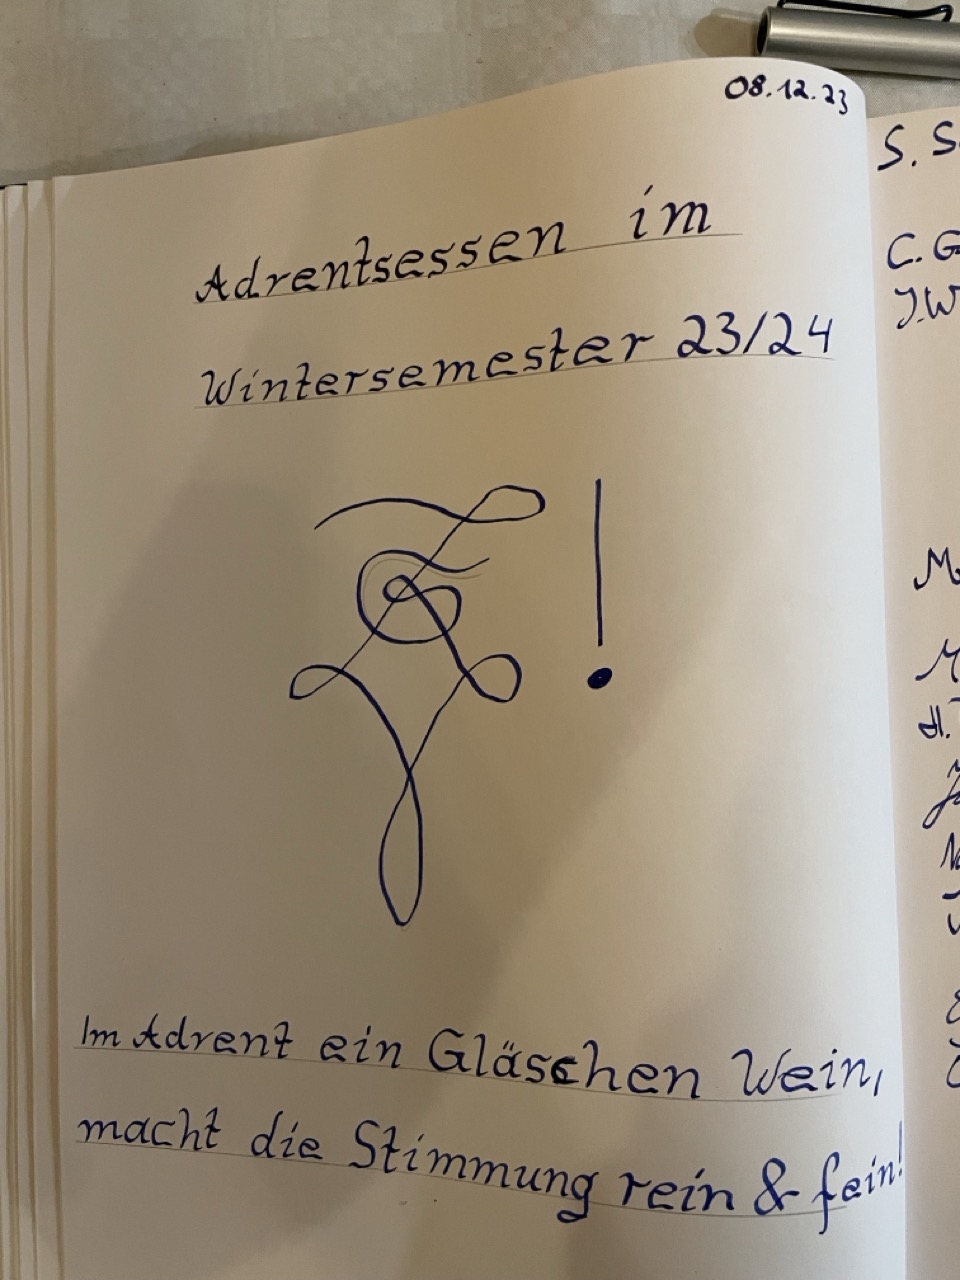 08.12.23
Adventsessen im
Wintersemester 23/24
!
Im Advent ein Gläschen Wein,
macht die Stimmung rein & fein!
S. S.
C. G
J. W
M
M
H.